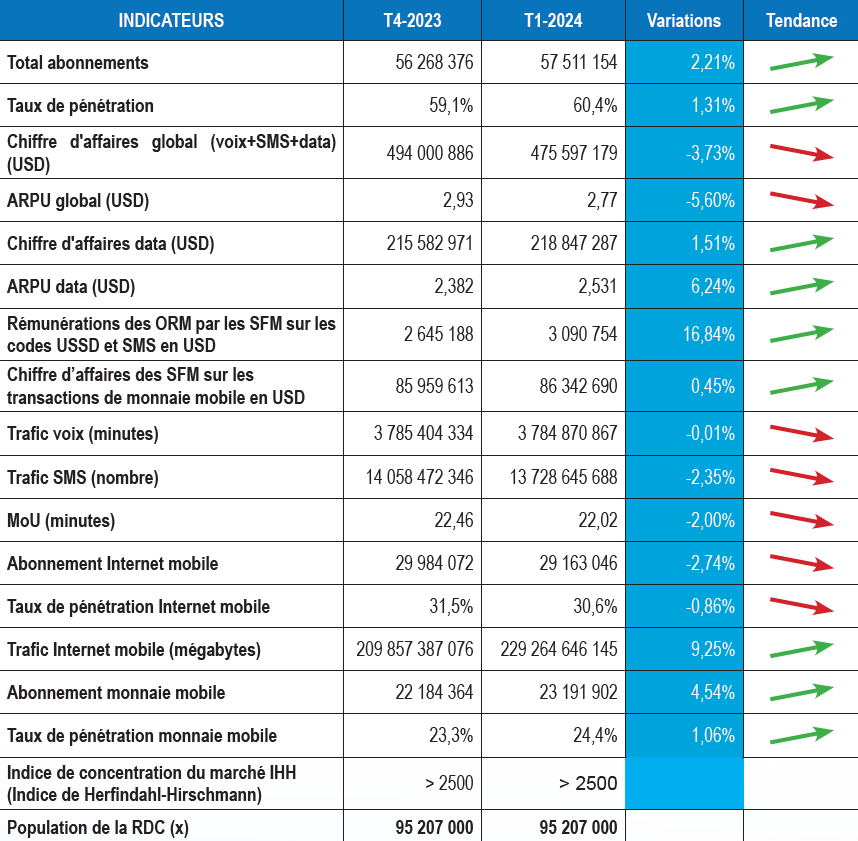 INDICATEURS T4-2023 T1-2024 Variations Tendance
Total abonnements 56 268 376 57 511 154 2,21%
Taux de pénétration 59,1% 60,4% 1,31%
Chiffre d'affaires global (voix+SMS+data)
(USD) 494 000 886 475 597 179 -3,73%
ARPU global (USD) 2,93 2,77 -5,60%
Chiffre d'affaires data (USD) 215 582 971 218 847 287 1,51%
ARPU data (USD) 2,382 2,531 6,24%
Rémunérations des ORM par les SFM sur les
codes USSD et SMS en USD 2 645 188 3 090 754 16,84%
Chiffre d’affaires des SFM sur les
transactions de monnaie mobile en USD 85 959 613 86 342 690 0,45%
Trafic voix (minutes) 3 785 404 334 3 784 870 867 -0,01%
Trafic SMS (nombre) 14 058 472 346 13 728 645 688 -2,35%
MoU (minutes) 22,46 22,02 -2,00%
Abonnement Internet mobile 29 984 072 29 163 046 -2,74%
Taux de pénétration Internet mobile 31,5% 30,6% -0,86%
Trafic Internet mobile (mégabytes) 209 857 387 076 229 264 646 145 9,25%
Abonnement monnaie mobile 22 184 364 23 191 902 4,54%
Taux de pénétration monnaie mobile 23,3% 24,4% 1,06%
Indice de concentration du marché IHH
(Indice de Herfindahl-Hirschmann) > 2500 > 2500
Population de la RDC (x) 95 207 000 95 207 000